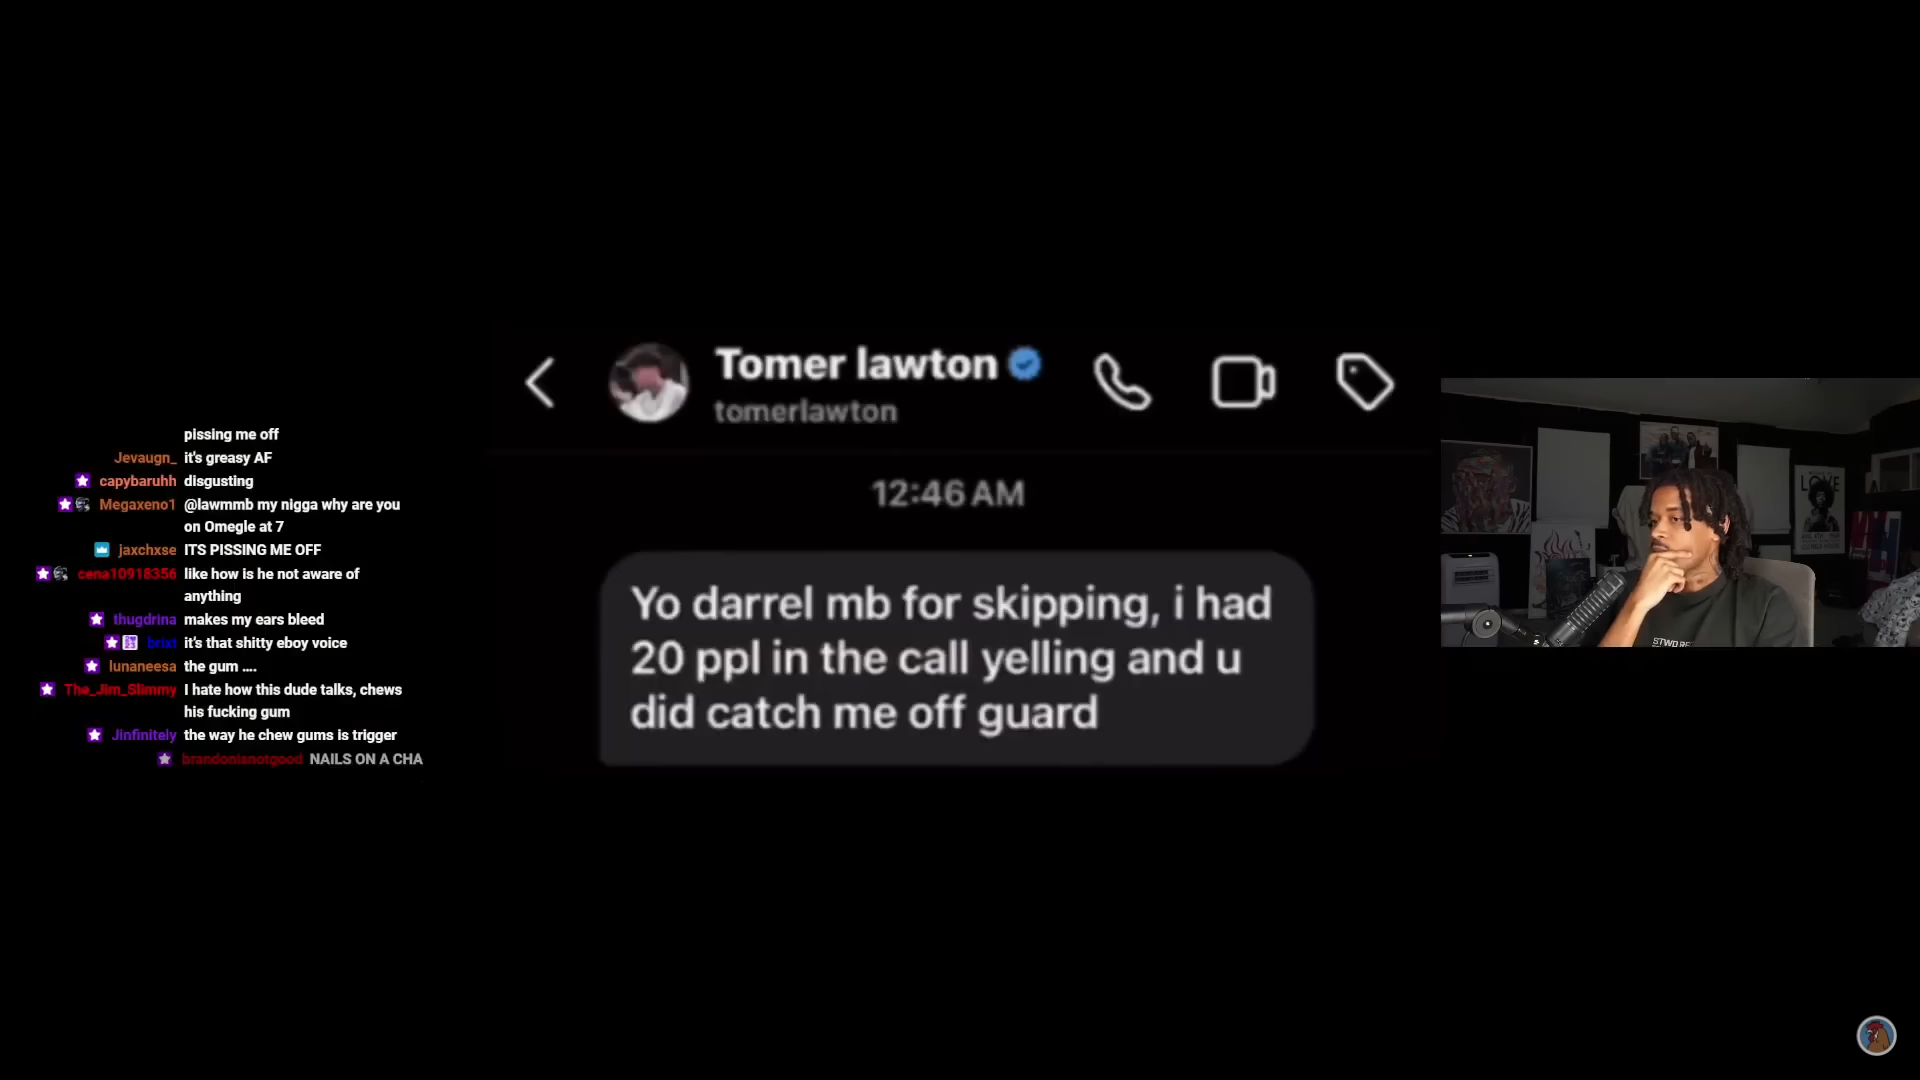 pissing me off
Jevaugn_ it's greasy AF
capybaruhh disgusting
Megaxeno1 @lawmmb my nigga why are you
on Omegle at 7
jaxchxse ITS PISSING ME OFF
cena10918356 like how is he not aware of
anything
thugdrina makes my ears bleed
brixt it's that shitty eboy voice
lunaneesa the gum ....
The_Jim_Slimmy I hate how this dude talks, chews
his fucking gum
Jinfinitely the way he chew gums is trigger
brandonisnotgood NAILS ON A CHA
Tomer lawton
tomerlawton
12:46 AM
Yo darrel mb for skipping, i had
20 ppl in the call yelling and u
did catch me off guard
LOVE